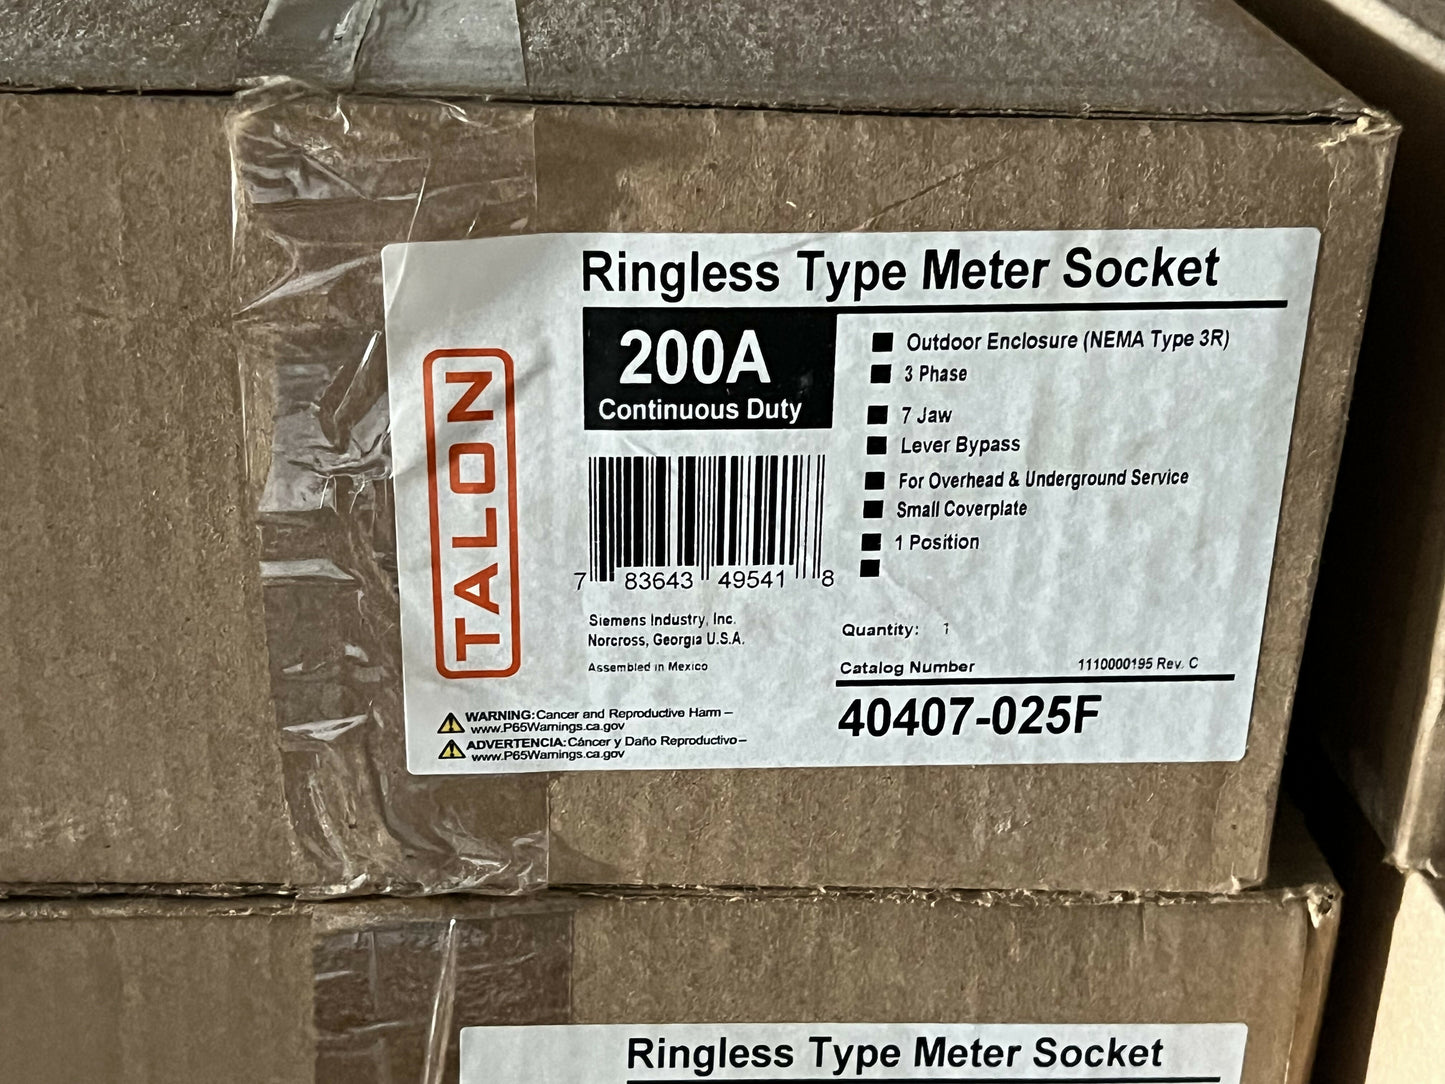 Ringless Type Meter Socket
TALON
200A
Continuous Duty
Outdoor Enclosure (NEMA Type 3R)
3 Phase
7 Jaw
Lever Bypass
For Overhead & Underground Service
Small Coverplate
1 Position
7 83643 49541 8
Siemens Industry, Inc.
Norcross, Georgia U.S.A.
Assembled in Mexico
Quantity: 1
Catalog Number 1110000195 Rev. C
40407-025F
WARNING: Cancer and Reproductive Harm –
www.P65Warnings.ca.gov
ADVERTENCIA: Cáncer y Daño Reproductivo–
www.P65Warnings.ca.gov
Ringless Type Meter Socket